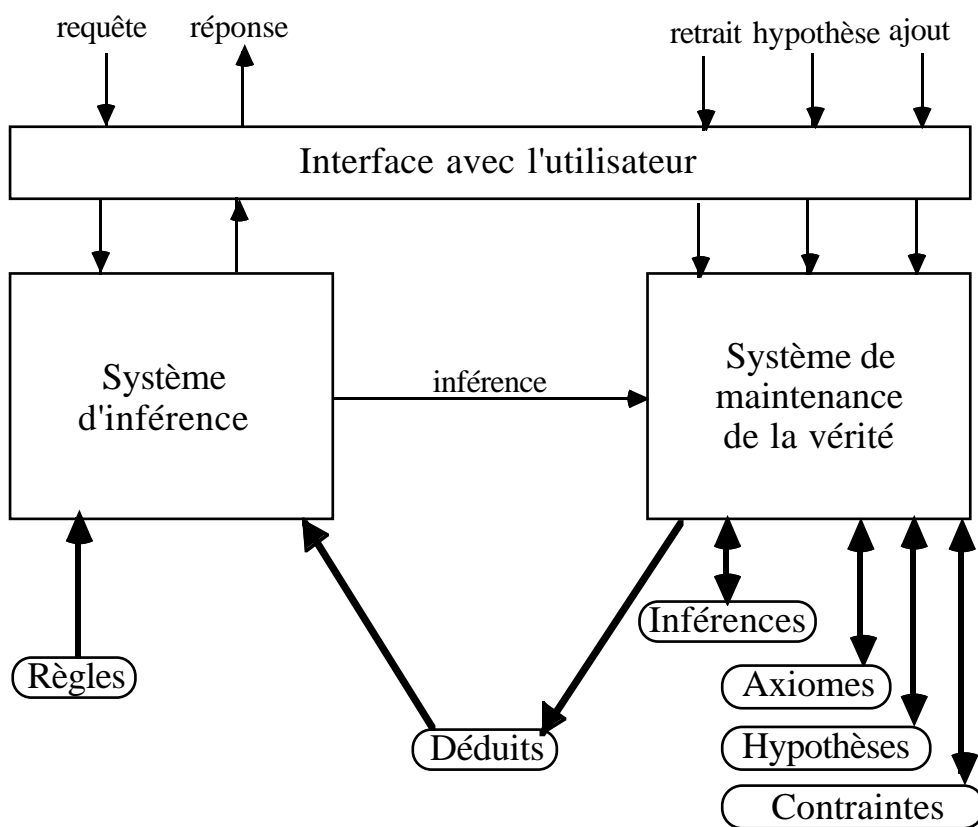 requête réponse retrait hypothèse ajout
Interface avec l'utilisateur
Système
d'inférence
inférence
Système de
maintenance
de la vérité
Inférences
Règles
Axiomes
Déduits
Hypothèses
Contraintes